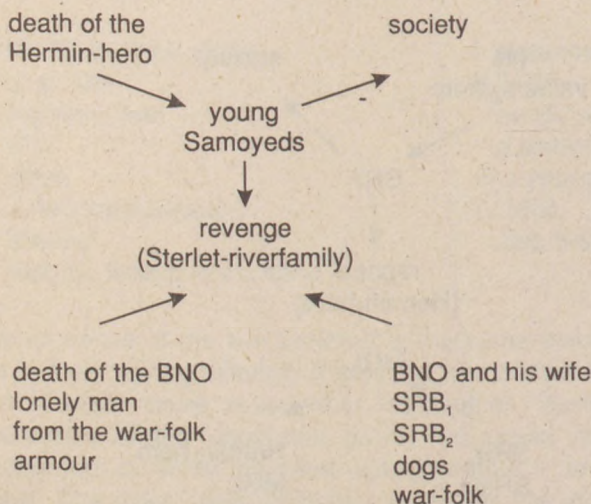 death of the
Hermin-hero
society
young
Samoyeds
revenge
(Sterlet-riverfamily)
death of the BNO
lonely man
from the war-folk
armour
BNO and his wife
SRB₁
SRB₂
dogs
war-folk